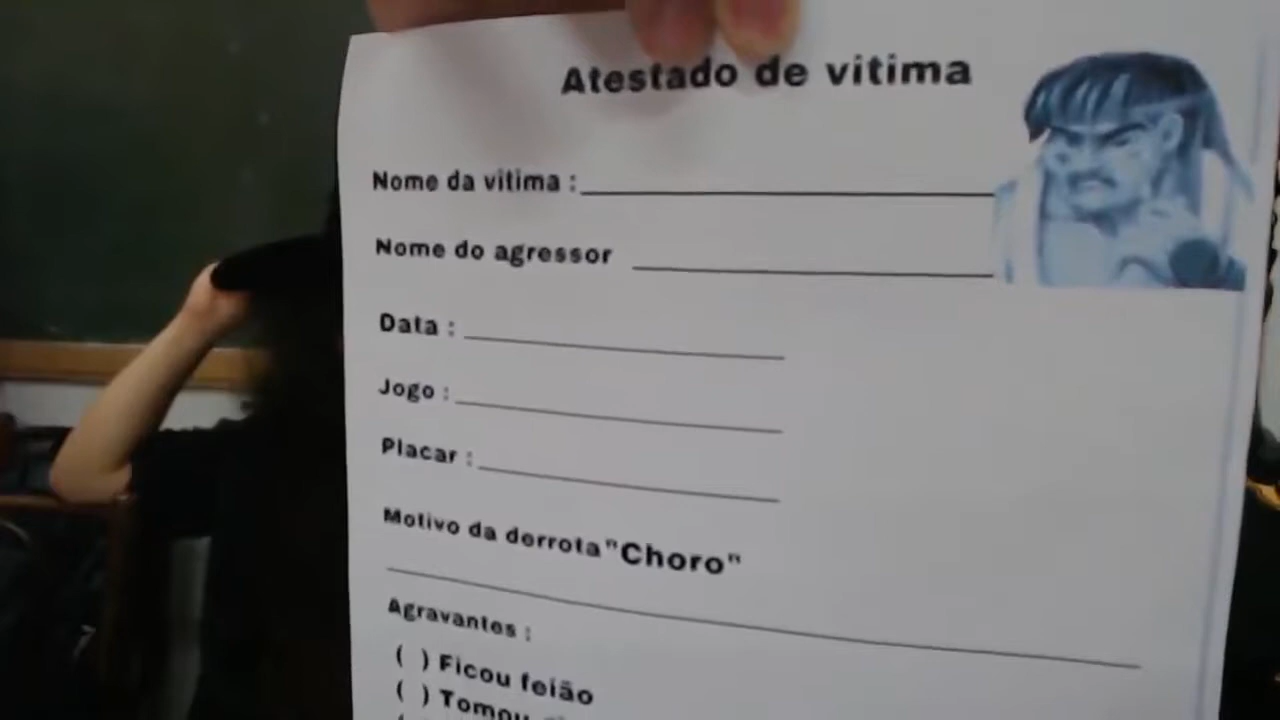 Atestado de vitima
Nome da vitima :
Nome do agressor
Data :
Jogo :
Placar :
Motivo da derrota "Choro"
Agravantes :
( ) Ficou feião
( ) Tomou